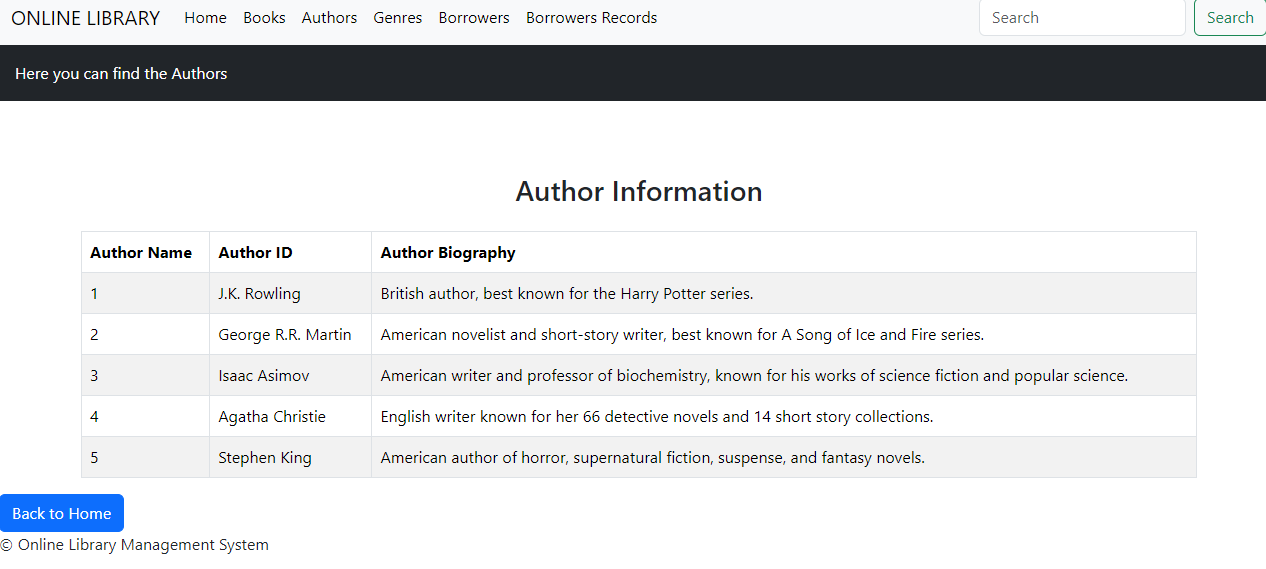 ONLINE LIBRARY Home Books Authors Genres Borrowers Borrowers Records Search Search
Here you can find the Authors
Author Information
Author Name Author ID Author Biography
1 J.K. Rowling British author, best known for the Harry Potter series.
2 George R.R. Martin American novelist and short-story writer, best known for A Song of Ice and Fire series.
3 Isaac Asimov American writer and professor of biochemistry, known for his works of science fiction and popular science.
4 Agatha Christie English writer known for her 66 detective novels and 14 short story collections.
5 Stephen King American author of horror, supernatural fiction, suspense, and fantasy novels.
Back to Home
© Online Library Management System